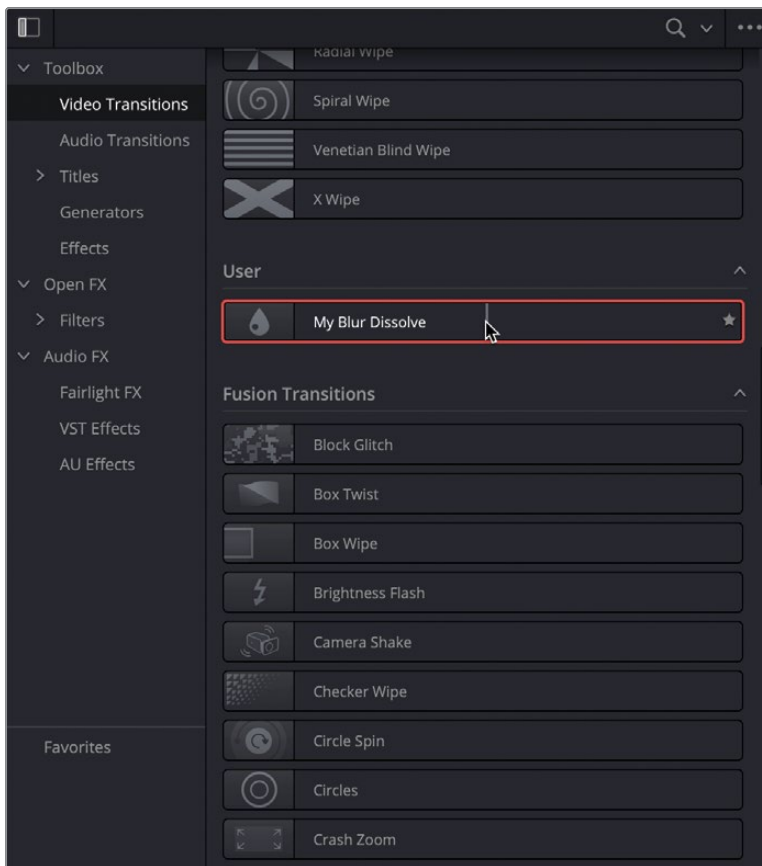 Toolbox
Video Transitions
Audio Transitions
Titles
Generators
Effects
Open FX
Filters
Audio FX
Fairlight FX
VST Effects
AU Effects
Favorites
Radial Wipe
Spiral Wipe
Venetian Blind Wipe
X Wipe
User
My Blur Dissolve
Fusion Transitions
Block Glitch
Box Twist
Box Wipe
Brightness Flash
Camera Shake
Checker Wipe
Circle Spin
Circles
Crash Zoom